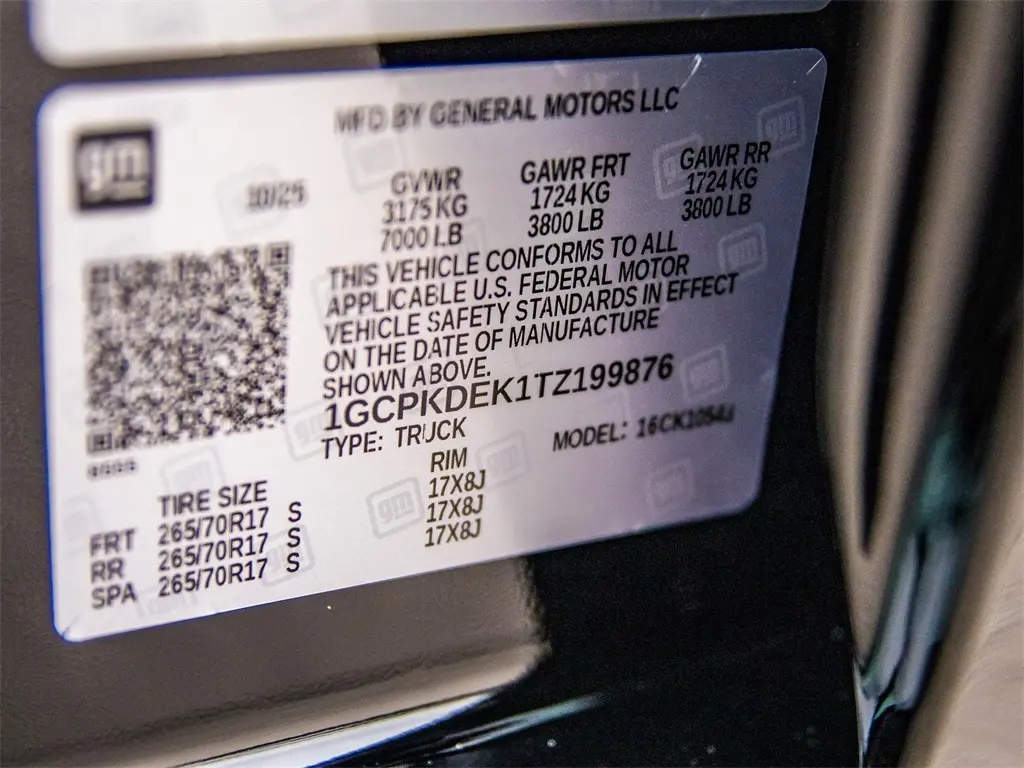 gm
MFD BY GENERAL MOTORS LLC
10/25
GVWR GAWR FRT GAWR RR
3175 KG 1724 KG 1724 KG
7000 LB 3800 LB 3800 LB
THIS VEHICLE CONFORMS TO ALL
APPLICABLE U.S. FEDERAL MOTOR
VEHICLE SAFETY STANDARDS IN EFFECT
ON THE DATE OF MANUFACTURE
SHOWN ABOVE.
1GCPKDEK1TZ199876
TYPE: TRUCK MODEL: 16CK10543
TIRE SIZE RIM
FRT 265/70R17 S 17X8J
RR 265/70R17 S 17X8J
SPA 265/70R17 S 17X8J
gm